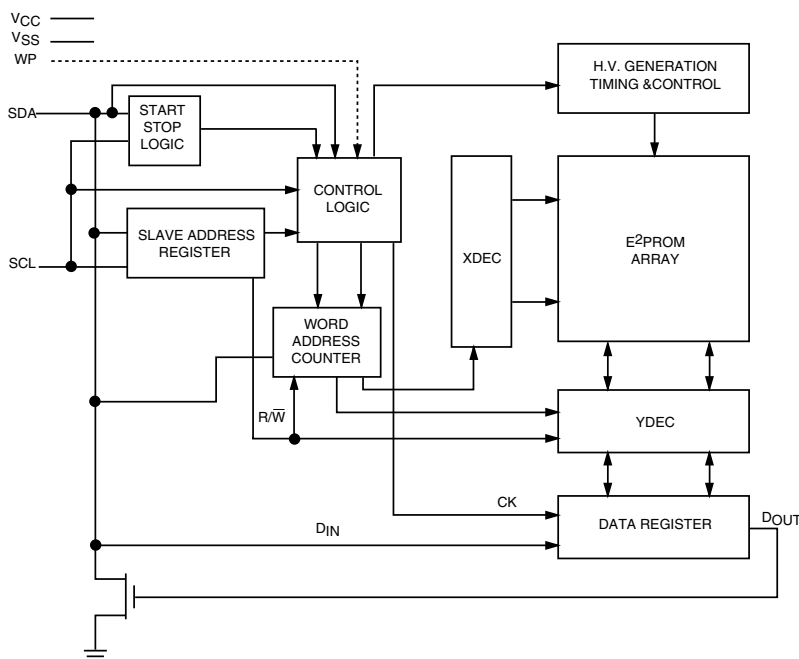 VCC
VSS
WP
SDA
SCL
START
STOP
LOGIC
CONTROL
LOGIC
SLAVE ADDRESS
REGISTER
WORD
ADDRESS
COUNTER
R/W̅
H.V. GENERATION
TIMING &CONTROL
XDEC
E²PROM
ARRAY
YDEC
CK
DATA REGISTER
DIN
DOUT